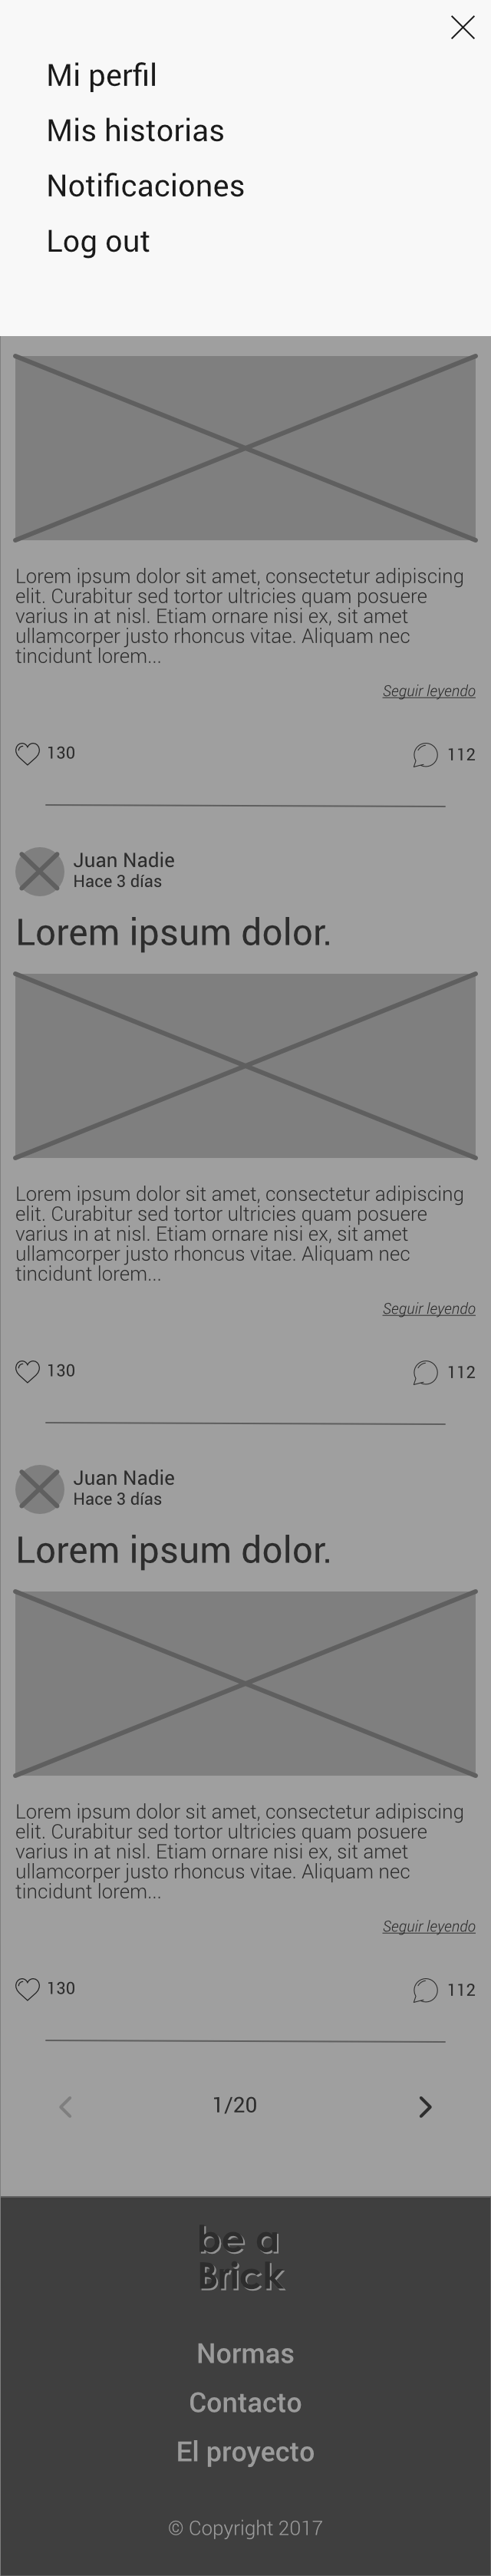 Mi perfil
Mis historias
Notificaciones
Log out
Lorem ipsum dolor sit amet, consectetur adipiscing
elit. Curabitur sed tortor ultricies quam posuere
varius in at nisl. Etiam ornare nisi ex, sit amet
ullamcorper justo rhoncus vitae. Aliquam nec
tincidunt lorem...
Seguir leyendo
130
112
Juan Nadie
Hace 3 días
Lorem ipsum dolor.
Lorem ipsum dolor sit amet, consectetur adipiscing
elit. Curabitur sed tortor ultricies quam posuere
varius in at nisl. Etiam ornare nisi ex, sit amet
ullamcorper justo rhoncus vitae. Aliquam nec
tincidunt lorem...
Seguir leyendo
130
112
Juan Nadie
Hace 3 días
Lorem ipsum dolor.
Lorem ipsum dolor sit amet, consectetur adipiscing
elit. Curabitur sed tortor ultricies quam posuere
varius in at nisl. Etiam ornare nisi ex, sit amet
ullamcorper justo rhoncus vitae. Aliquam nec
tincidunt lorem...
Seguir leyendo
130
112
1/20
be a
Brick
Normas
Contacto
El proyecto
© Copyright 2017